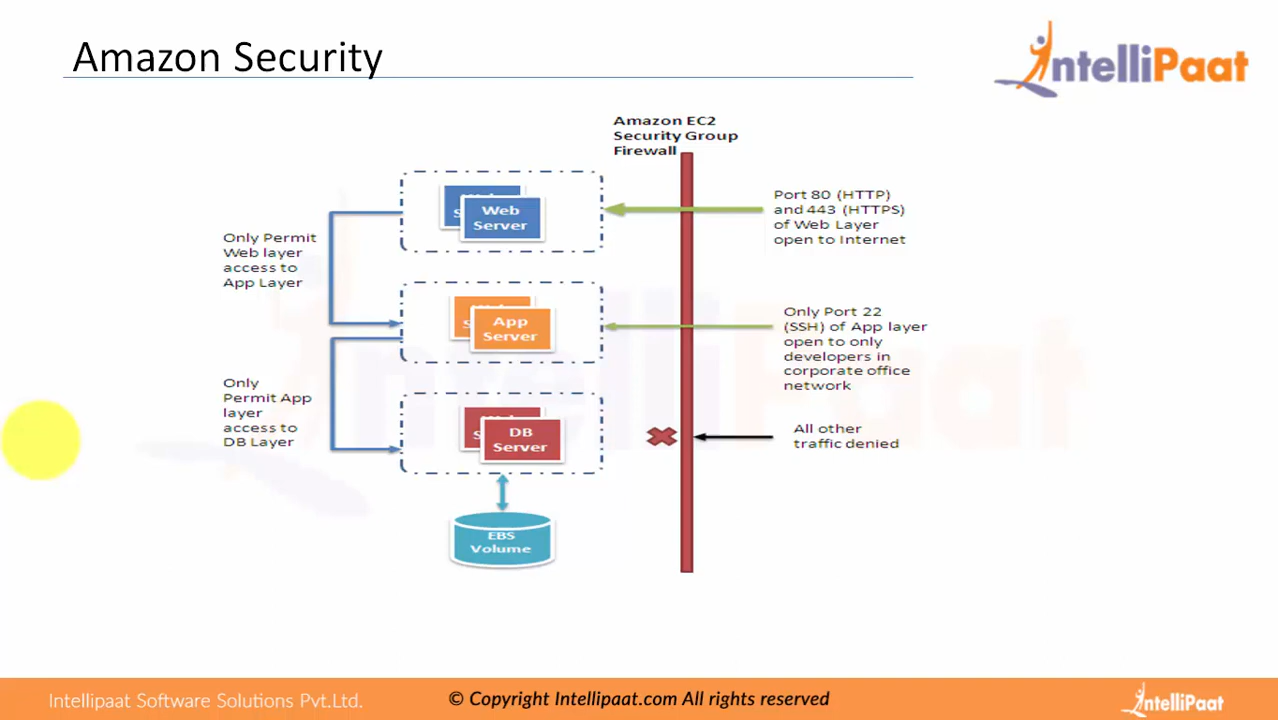 Amazon Security
IntelliPaat
Amazon EC2
Security Group
Firewall
Port 80 (HTTP)
and 443 (HTTPS)
of Web Layer
open to Internet
Web
Server
Only Permit
Web layer
access to
App Layer
App
Server
Only Port 22
(SSH) of App layer
open to only
developers in
corporate office
network
Only
Permit App
layer
access to
DB Layer
DB
Server
All other
traffic denied
EBS
Volume
Intellipaat Software Solutions Pvt.Ltd.
© Copyright Intellipaat.com All rights reserved
IntelliPaat